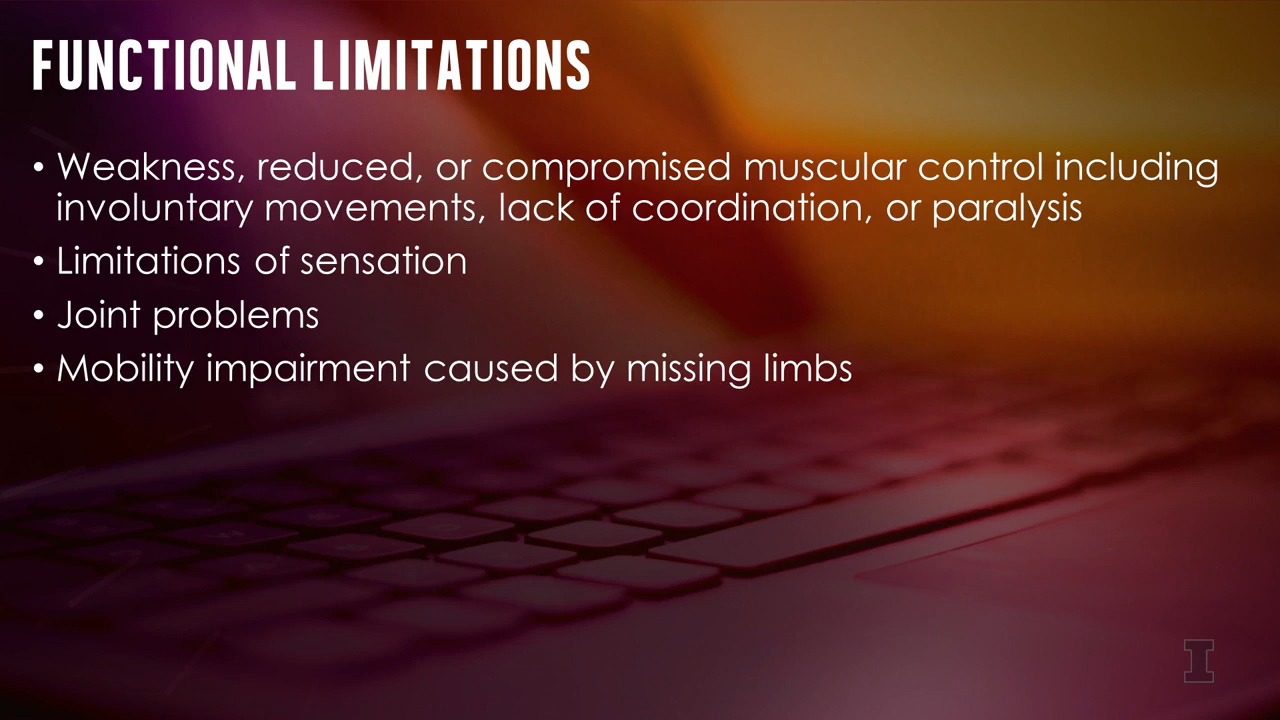 FUNCTIONAL LIMITATIONS
• Weakness, reduced, or compromised muscular control including
involuntary movements, lack of coordination, or paralysis
• Limitations of sensation
• Joint problems
• Mobility impairment caused by missing limbs
I